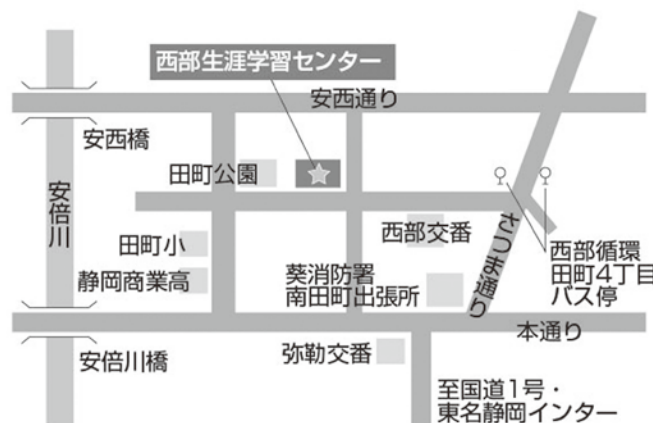 西部生涯学習センター
安西通り
安西橋
田町公園
安倍川
西部交番
さつま通り
田町小
静岡商業高
葵消防署
南田町出張所
西部循環
田町4丁目
バス停
本通り
安倍川橋
弥勒交番
至国道1号・
東名静岡インター